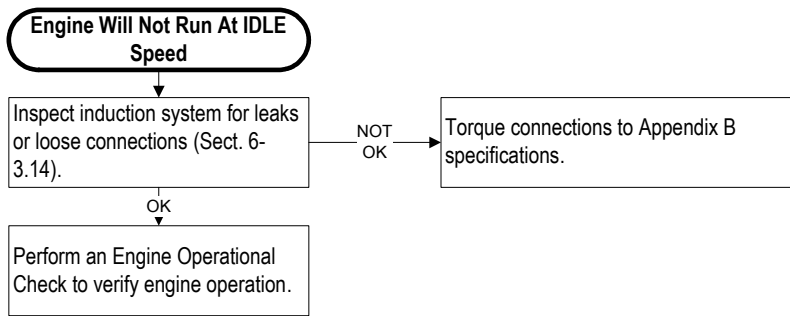 Engine Will Not Run At IDLE
Speed
Inspect induction system for leaks
or loose connections (Sect. 6-
3.14).
NOT
OK
Torque connections to Appendix B
specifications.
OK
Perform an Engine Operational
Check to verify engine operation.